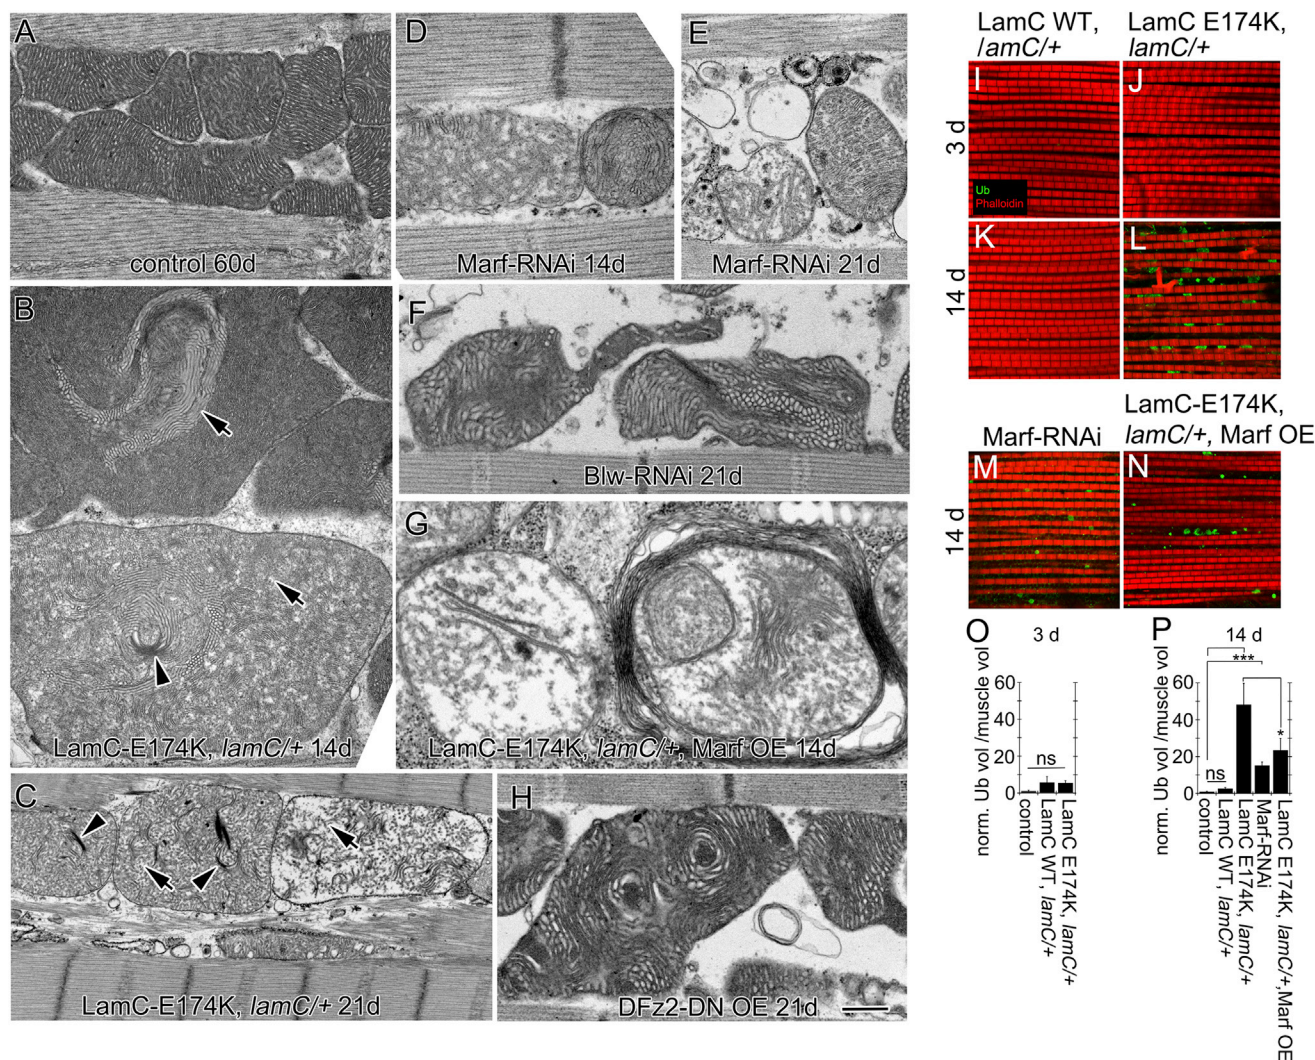 A
control 60d
B
LamC-E174K, lamC/+ 14d
C
LamC-E174K, lamC/+ 21d
D
Marf-RNAi 14d
E
Marf-RNAi 21d
F
Blw-RNAi 21d
G
LamC-E174K, lamC/+, Marf OE 14d
H
DFz2-DN OE 21d
LamC WT,
lamC/+
LamC E174K,
lamC/+
3 d
I
Ub
Phalloidin
J
14 d
K
L
Marf-RNAi
LamC-E174K,
lamC/+, Marf OE
14 d
M
N
O
3 d
norm. Ub vol /muscle vol
60
40
20
0
ns
control
LamC WT, lamC/+
LamC E174K, lamC/+
P
14 d
norm. Ub vol /muscle vol
60
40
20
0
***
*
ns
control
LamC WT, lamC/+
LamC E174K, lamC/+
Marf-RNAi
LamC E174K, lamC/+,Marf OE